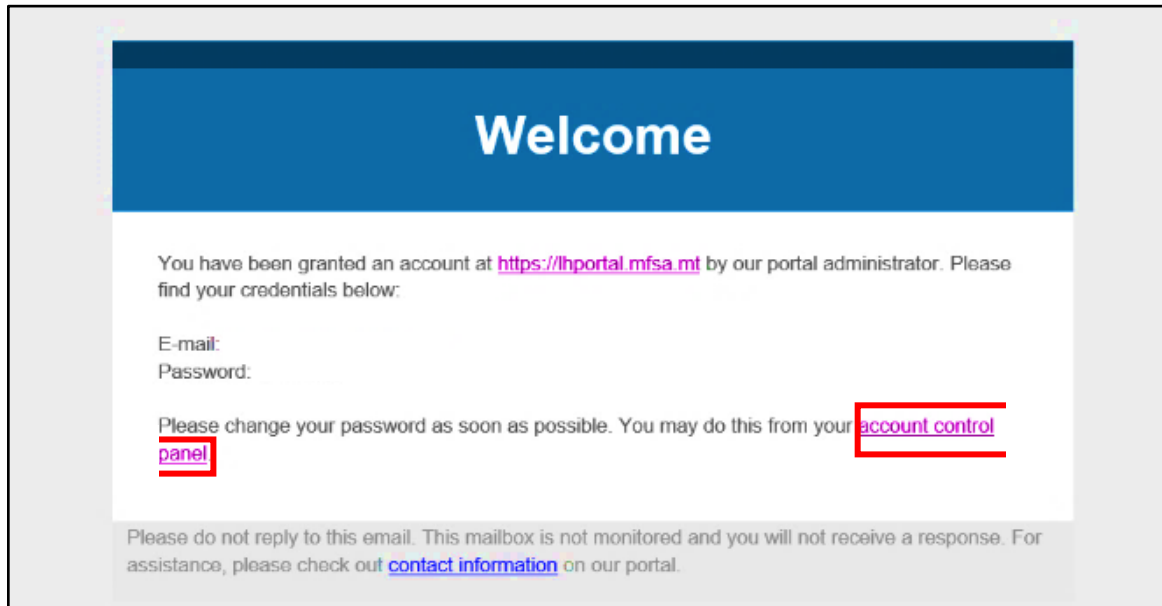 Welcome
You have been granted an account at https://lhportal.mfsa.mt by our portal administrator. Please
find your credentials below:
E-mail:
Password:
Please change your password as soon as possible. You may do this from your account control
panel
Please do not reply to this email. This mailbox is not monitored and you will not receive a response. For
assistance, please check out contact information on our portal.